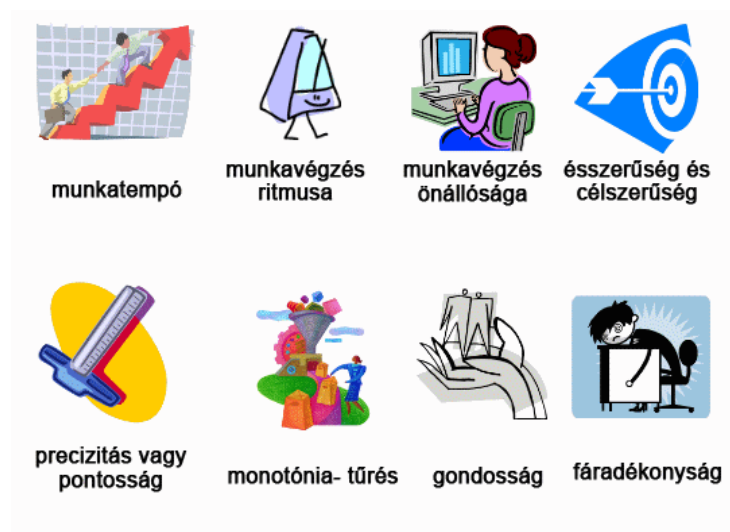 munkatempó
munkavégzés
ritmusa
munkavégzés
önállósága
ésszerűség és
célszerűség
precizitás vagy
pontosság
monotónia- tűrés
gondosság
fáradékonyság